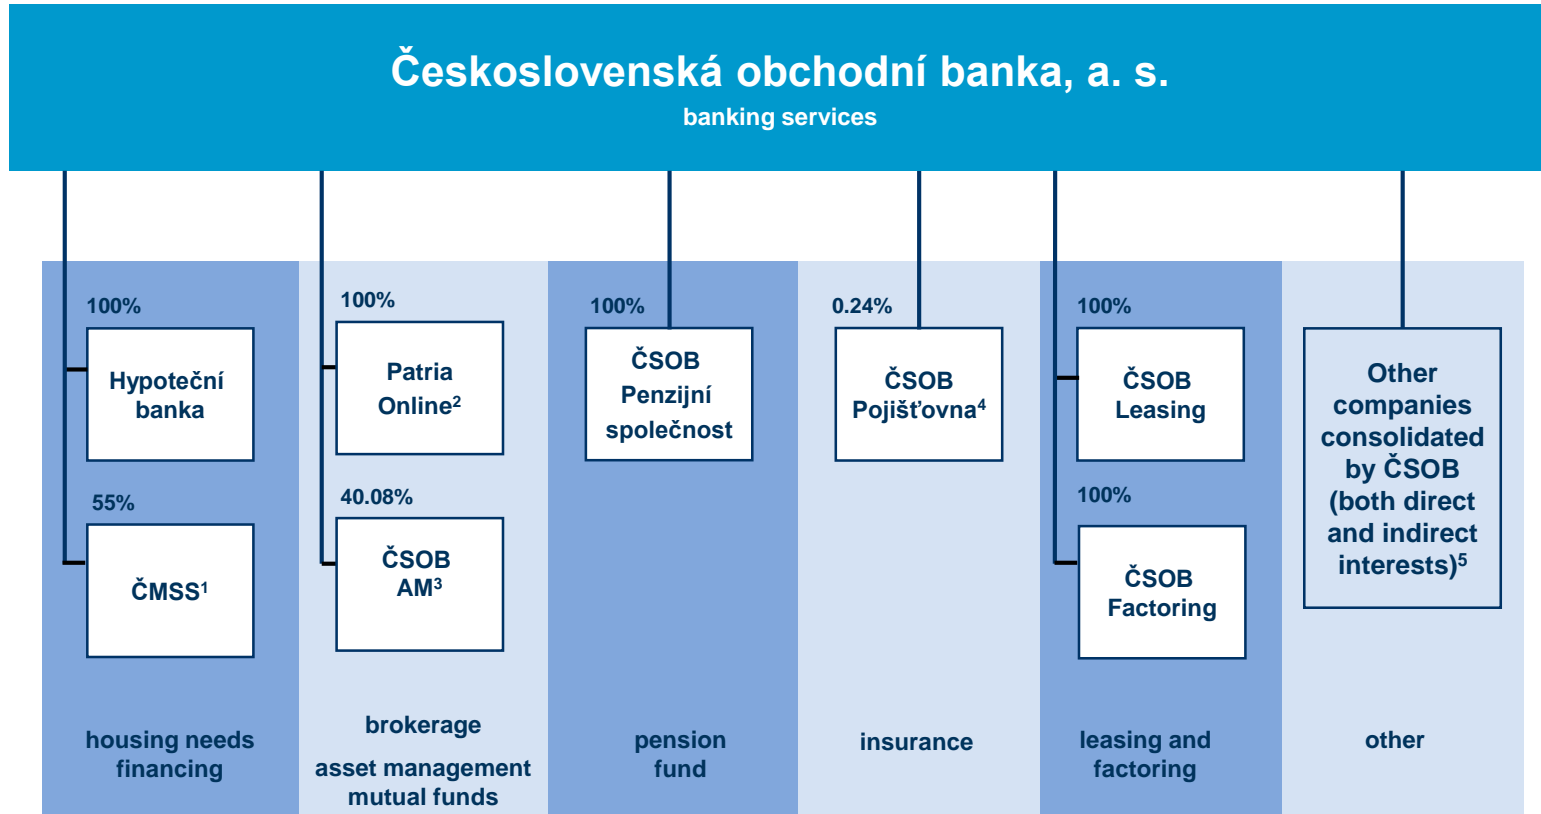 Československá obchodní banka, a. s.
banking services
100%
Hypoteční
banka
55%
ČMSS¹
housing needs
financing
100%
Patria
Online²
40.08%
ČSOB
AM³
brokerage
asset management
mutual funds
100%
ČSOB
Penzijní
společnost
pension
fund
0.24%
ČSOB
Pojišťovna⁴
insurance
100%
ČSOB
Leasing
100%
ČSOB
Factoring
leasing and
factoring
Other
companies
consolidated
by ČSOB
(both direct
and indirect
interests)⁵
other